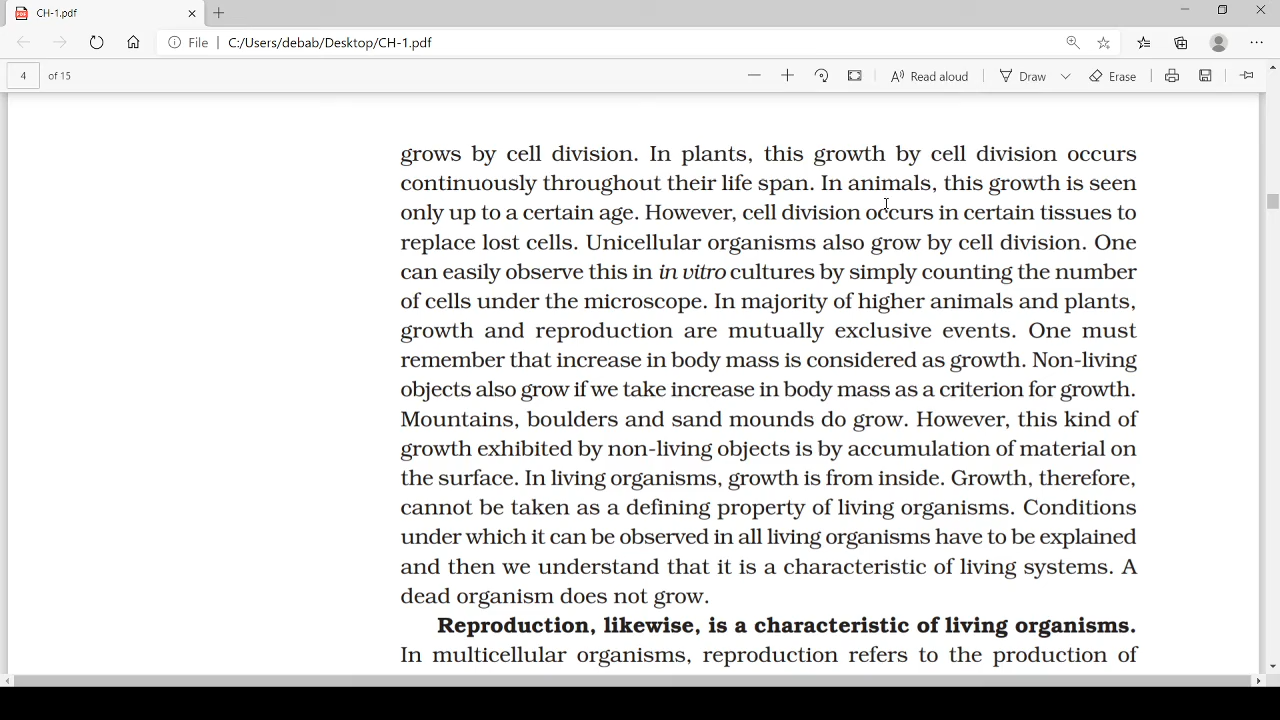 CH-1.pdf
File | C:/Users/debab/Desktop/CH-1.pdf
4 of 15 Read aloud Draw Erase
grows by cell division. In plants, this growth by cell division occurs
continuously throughout their life span. In animals, this growth is seen
only up to a certain age. However, cell division occurs in certain tissues to
replace lost cells. Unicellular organisms also grow by cell division. One
can easily observe this in in vitro cultures by simply counting the number
of cells under the microscope. In majority of higher animals and plants,
growth and reproduction are mutually exclusive events. One must
remember that increase in body mass is considered as growth. Non-living
objects also grow if we take increase in body mass as a criterion for growth.
Mountains, boulders and sand mounds do grow. However, this kind of
growth exhibited by non-living objects is by accumulation of material on
the surface. In living organisms, growth is from inside. Growth, therefore,
cannot be taken as a defining property of living organisms. Conditions
under which it can be observed in all living organisms have to be explained
and then we understand that it is a characteristic of living systems. A
dead organism does not grow.
Reproduction, likewise, is a characteristic of living organisms.
In multicellular organisms, reproduction refers to the production of